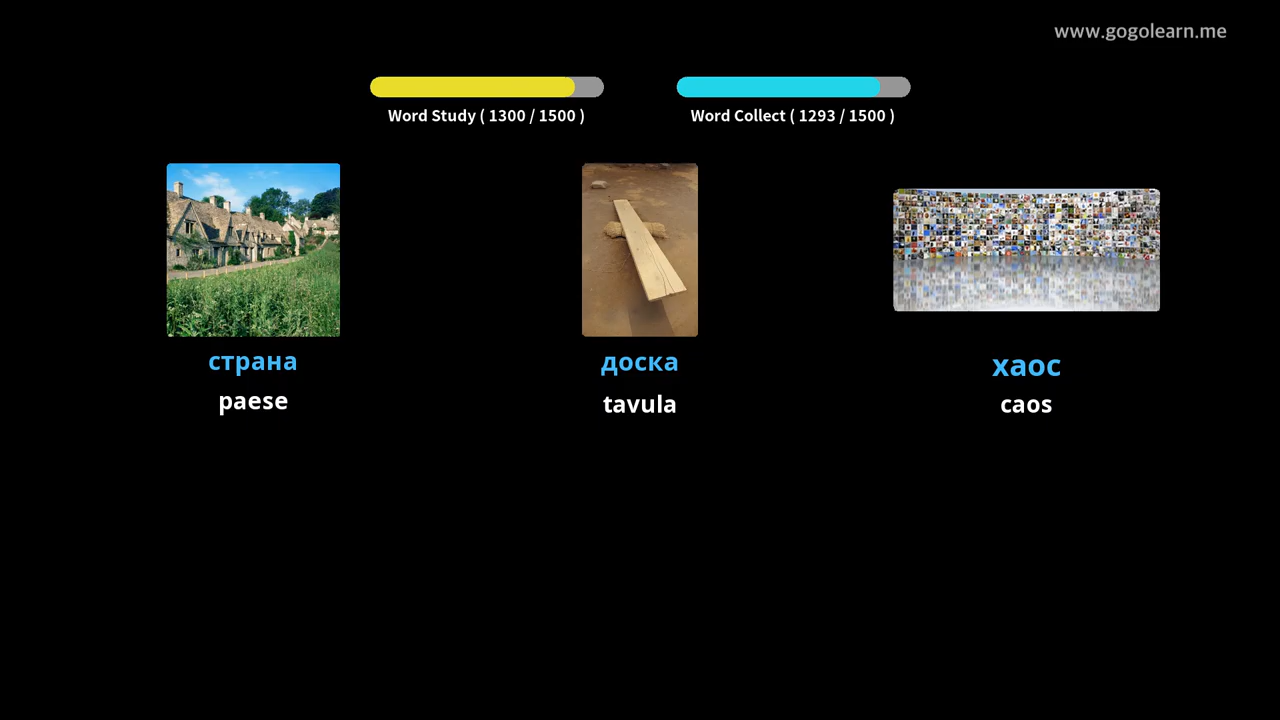 www.gogolearn.me
Word Study ( 1300 / 1500 )
Word Collect ( 1293 / 1500 )
страна
доска
хаос
paese
tavula
caos